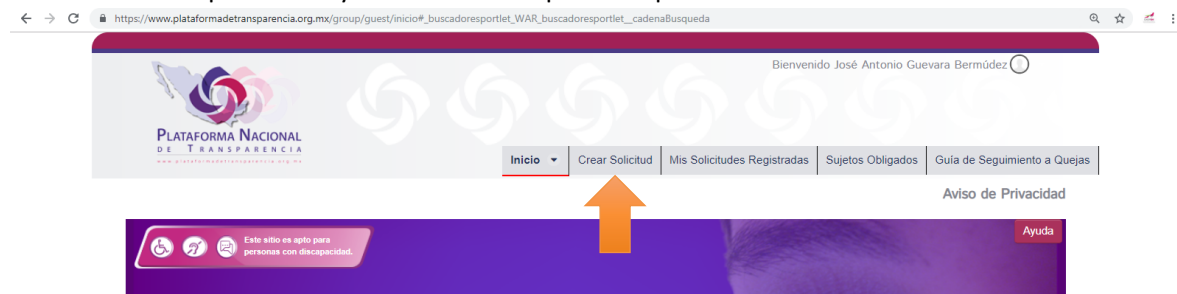 https://www.plataformadetransparencia.org.mx/group/guest/inicio#_buscadoresportlet_WAR_buscadoresportlet__cadenaBusqueda
Bienvenido José Antonio Guevara Bermúdez
PLATAFORMA NACIONAL
DE TRANSPARENCIA
www.plataformadetransparencia.org.mx
Inicio Crear Solicitud Mis Solicitudes Registradas Sujetos Obligados Guía de Seguimiento a Quejas
Aviso de Privacidad
Este sitio es apto para
personas con discapacidad.
Ayuda